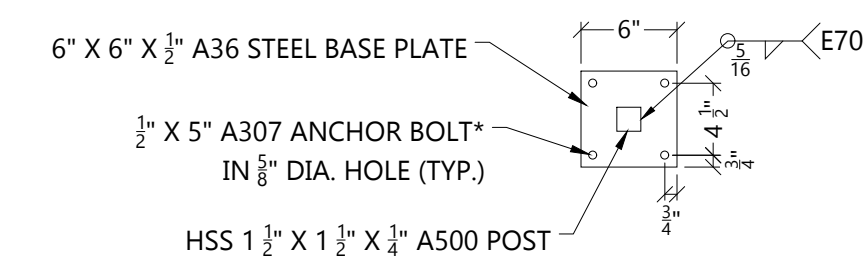 6" X 6" X 1/2" A36 STEEL BASE PLATE
1/2" X 5" A307 ANCHOR BOLT*
IN 5/8" DIA. HOLE (TYP.)
HSS 1 1/2" X 1 1/2" X 1/4" A500 POST
6"
5/16
E70
4 1/2"
3/4"
3/4"